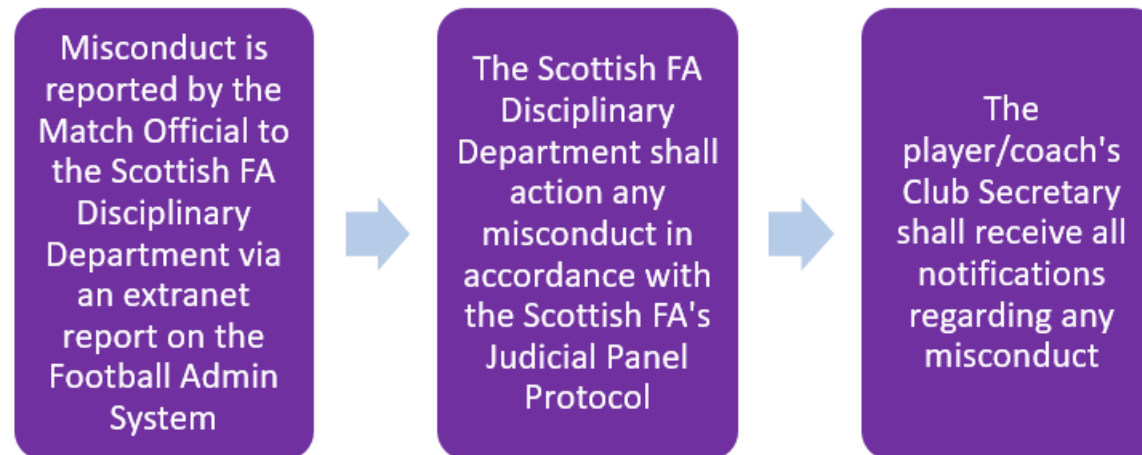 Misconduct is
reported by the
Match Official to
the Scottish FA
Disciplinary
Department via
an extranet
report on the
Football Admin
System
The Scottish FA
Disciplinary
Department shall
action any
misconduct in
accordance with
the Scottish FA's
Judicial Panel
Protocol
The
player/coach's
Club Secretary
shall receive all
notifications
regarding any
misconduct